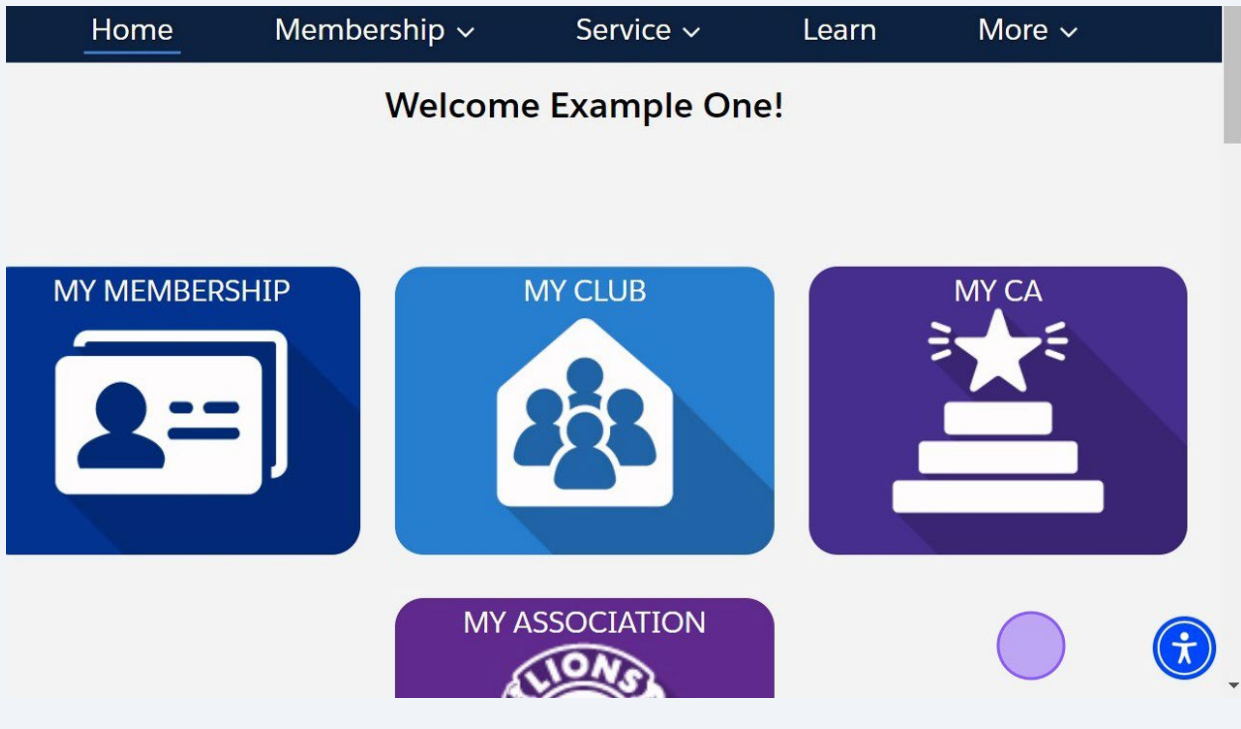 Home Membership Service Learn More
Welcome Example One!
MY MEMBERSHIP MY CLUB MY CA
MY ASSOCIATION
LIONS